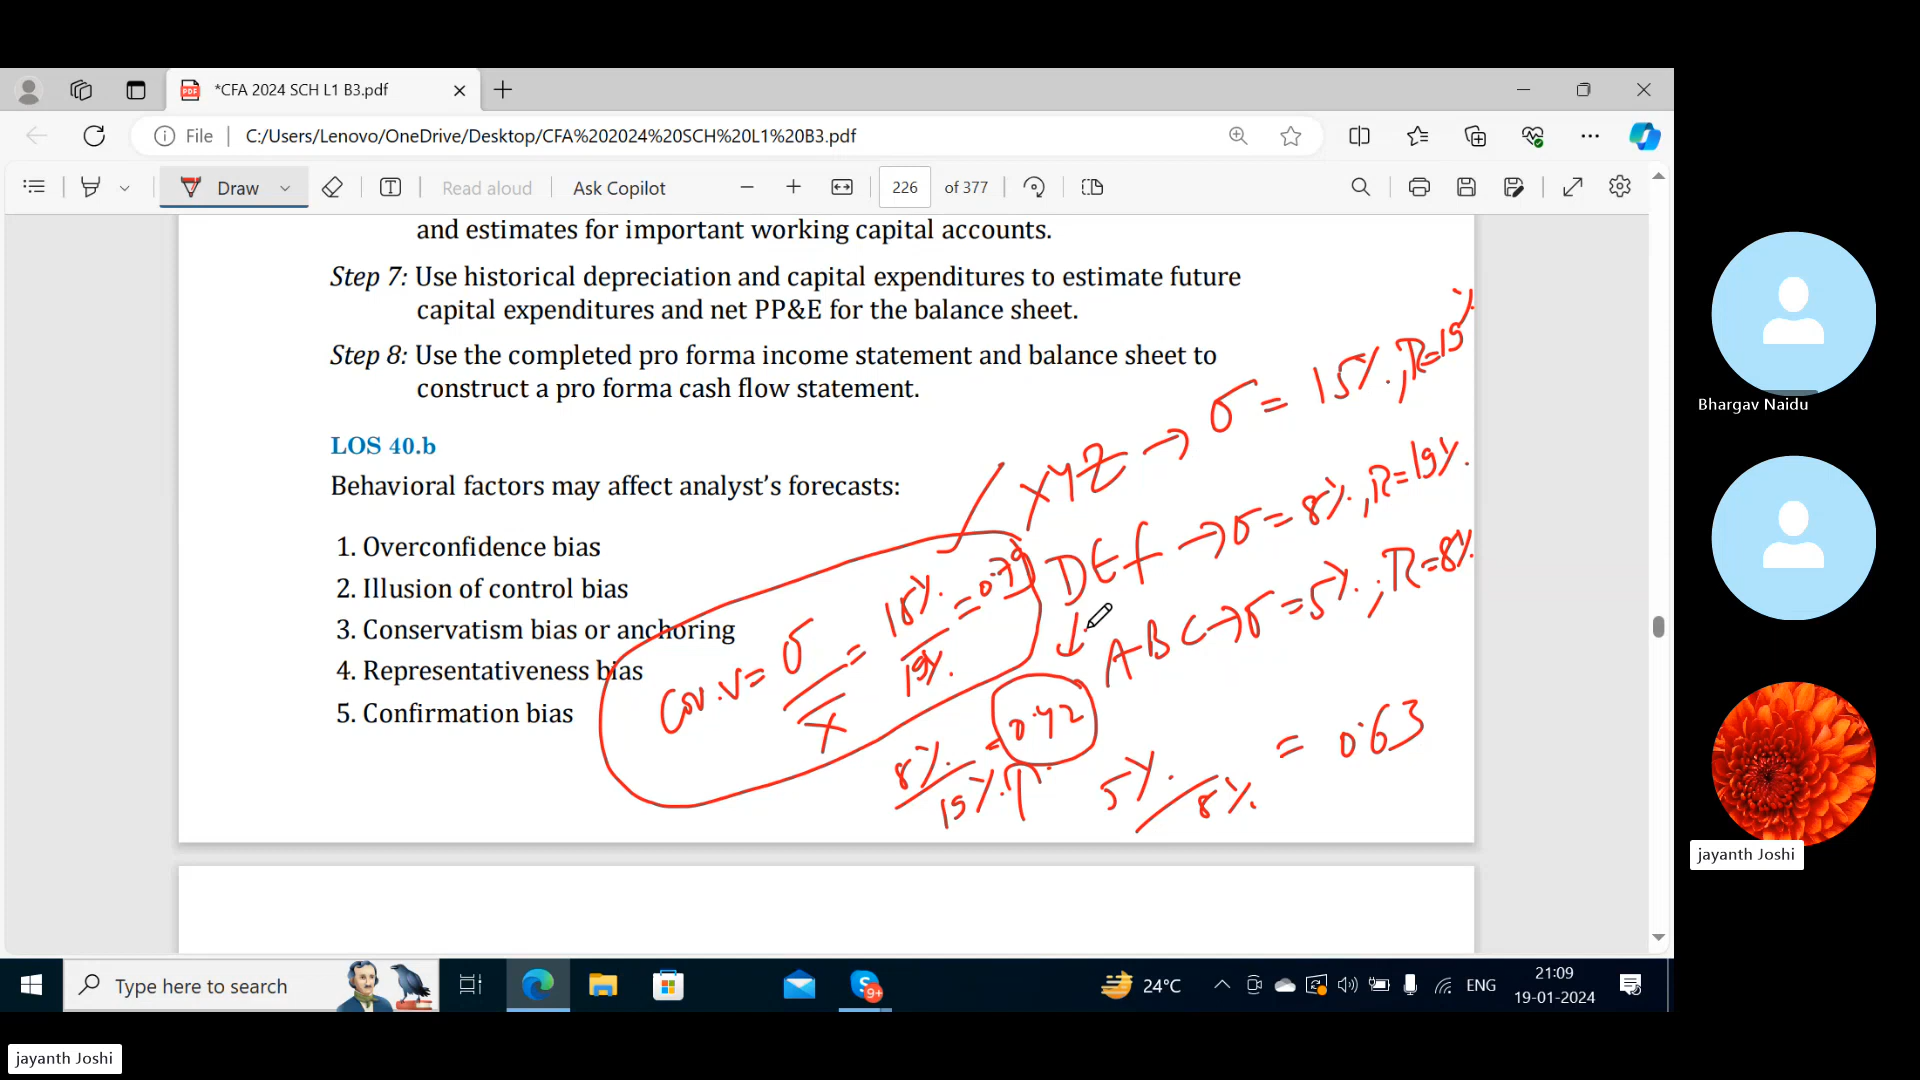 *CFA 2024 SCH L1 B3.pdf
File
C:/Users/Lenovo/OneDrive/Desktop/CFA%202024%20SCH%20L1%20B3.pdf
Draw
Read aloud
Ask Copilot
226 of 377
and estimates for important working capital accounts.
Step 7: Use historical depreciation and capital expenditures to estimate future
capital expenditures and net PP&E for the balance sheet.
Step 8: Use the completed pro forma income statement and balance sheet to
construct a pro forma cash flow statement.
LOS 40.b
Behavioral factors may affect analyst's forecasts:
1. Overconfidence bias
2. Illusion of control bias
3. Conservatism bias or anchoring
4. Representativeness bias
5. Confirmation bias
XYZ → σ = 15%, R=19%
DEF → σ = 8%, R=19%
ABC → σ = 5%; R=8%
Cov.V = σ/x̄ = 15%/19% = 0.79
8%/19% = 0.42
5%/8% = 0.63
Bhargav Naidu
jayanth Joshi
Type here to search
9+
24°C
ENG
21:09
19-01-2024
jayanth Joshi